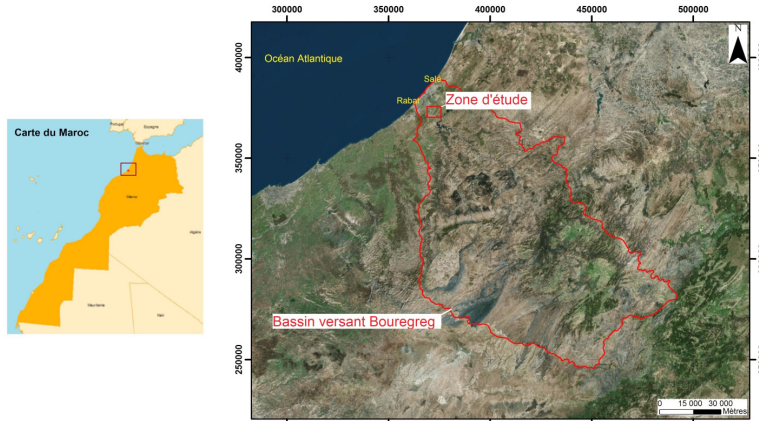 300000 350000 400000 450000 500000
N
Océan Atlantique
400000
Salé
Rabat
Zone d'étude
Carte du Maroc
Portugal
Espagne
350000
Maroc
Algérie
300000
Mauritanie
Mali
Bassin versant Bouregreg
250000
0 15 000 30 000
Mètres